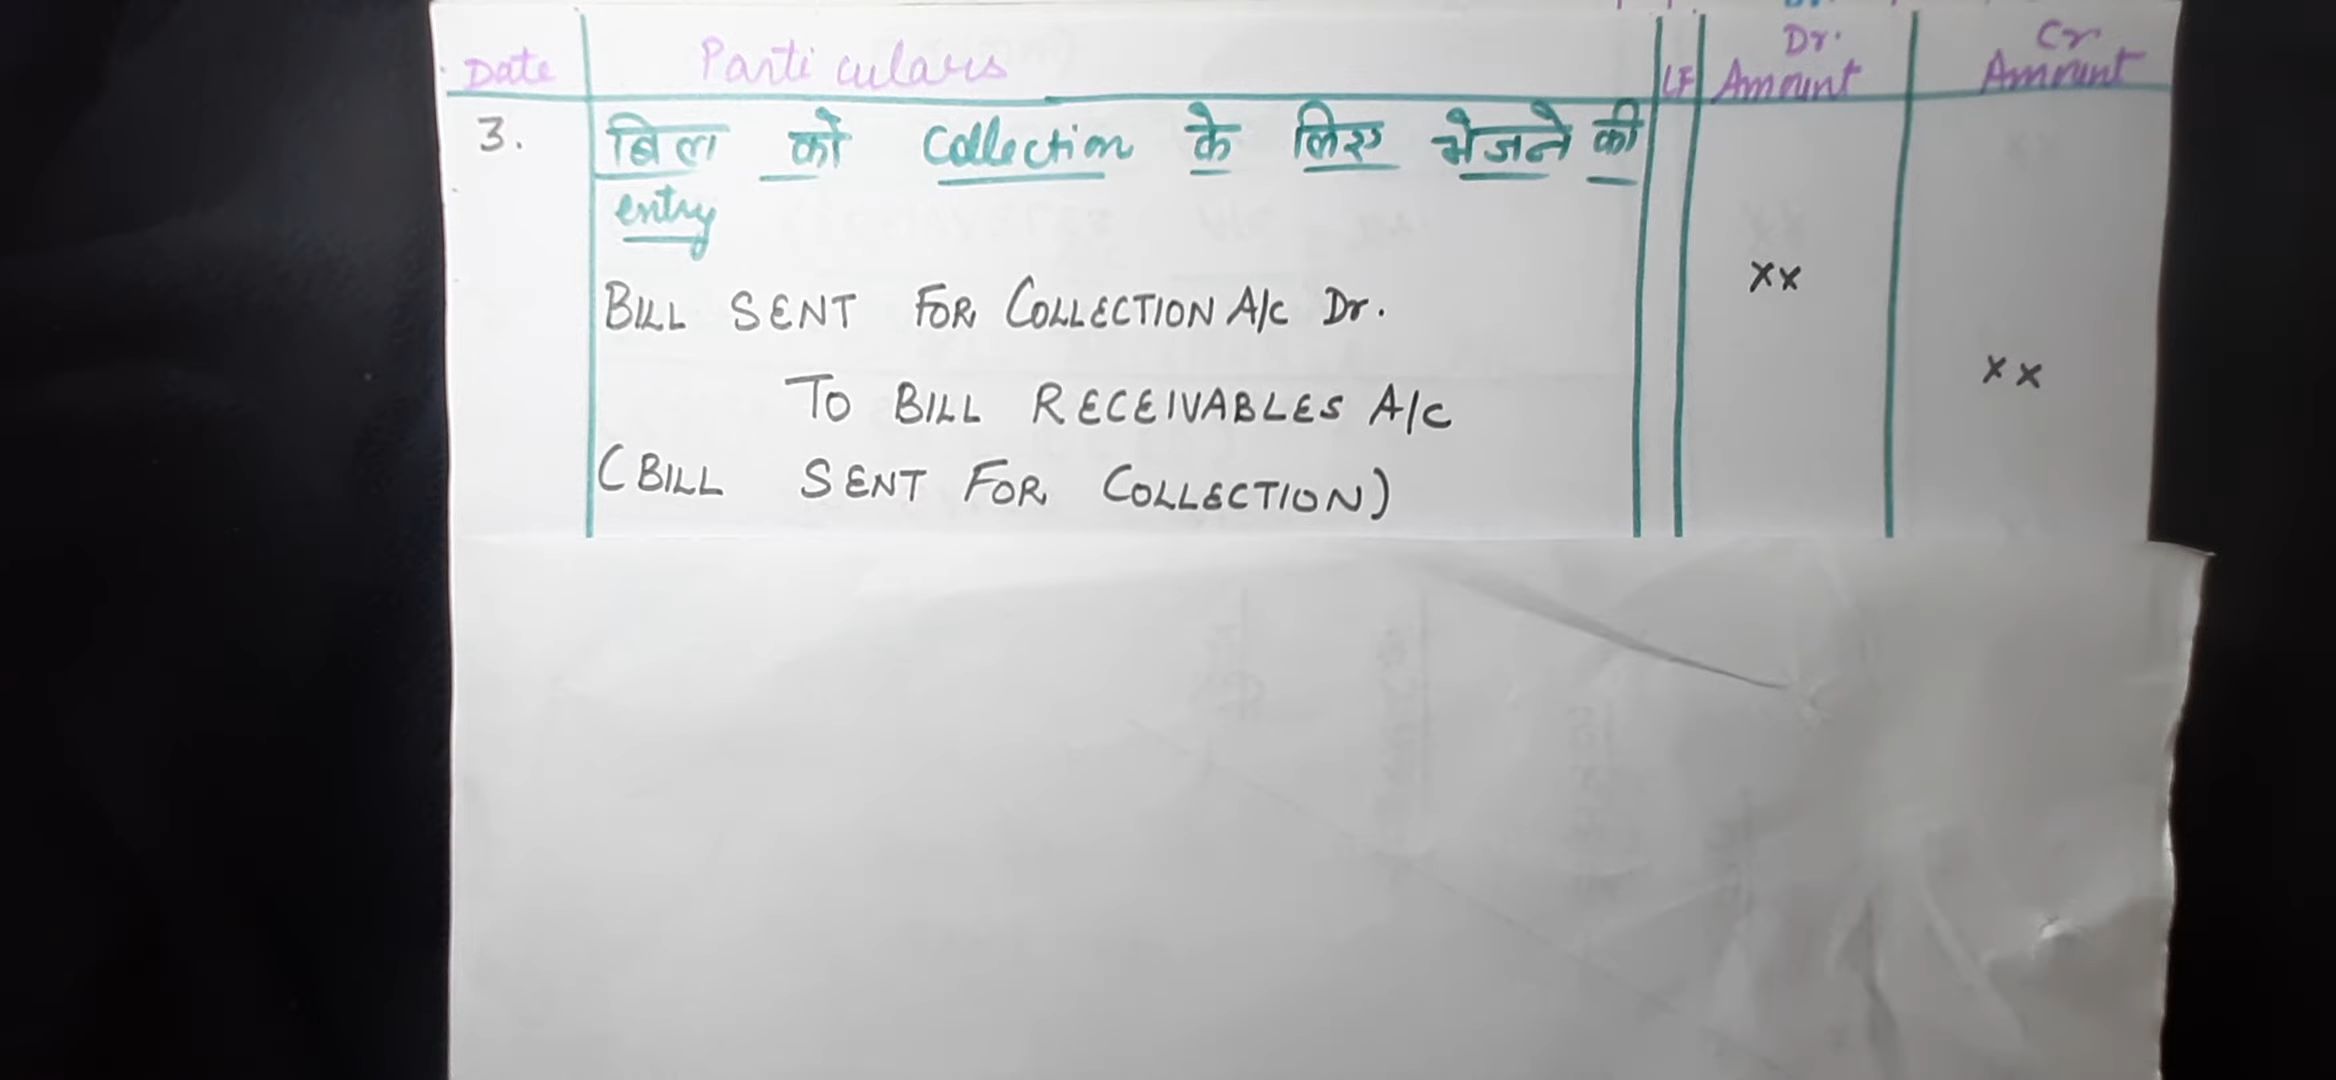 Date Particulars LF Dr. Amount Cr Amount
3. बिल को Collection के लिए भेजने की
entry
BILL SENT FOR COLLECTION A/c Dr. xx
TO BILL RECEIVABLES A/c xx
(BILL SENT FOR COLLECTION)